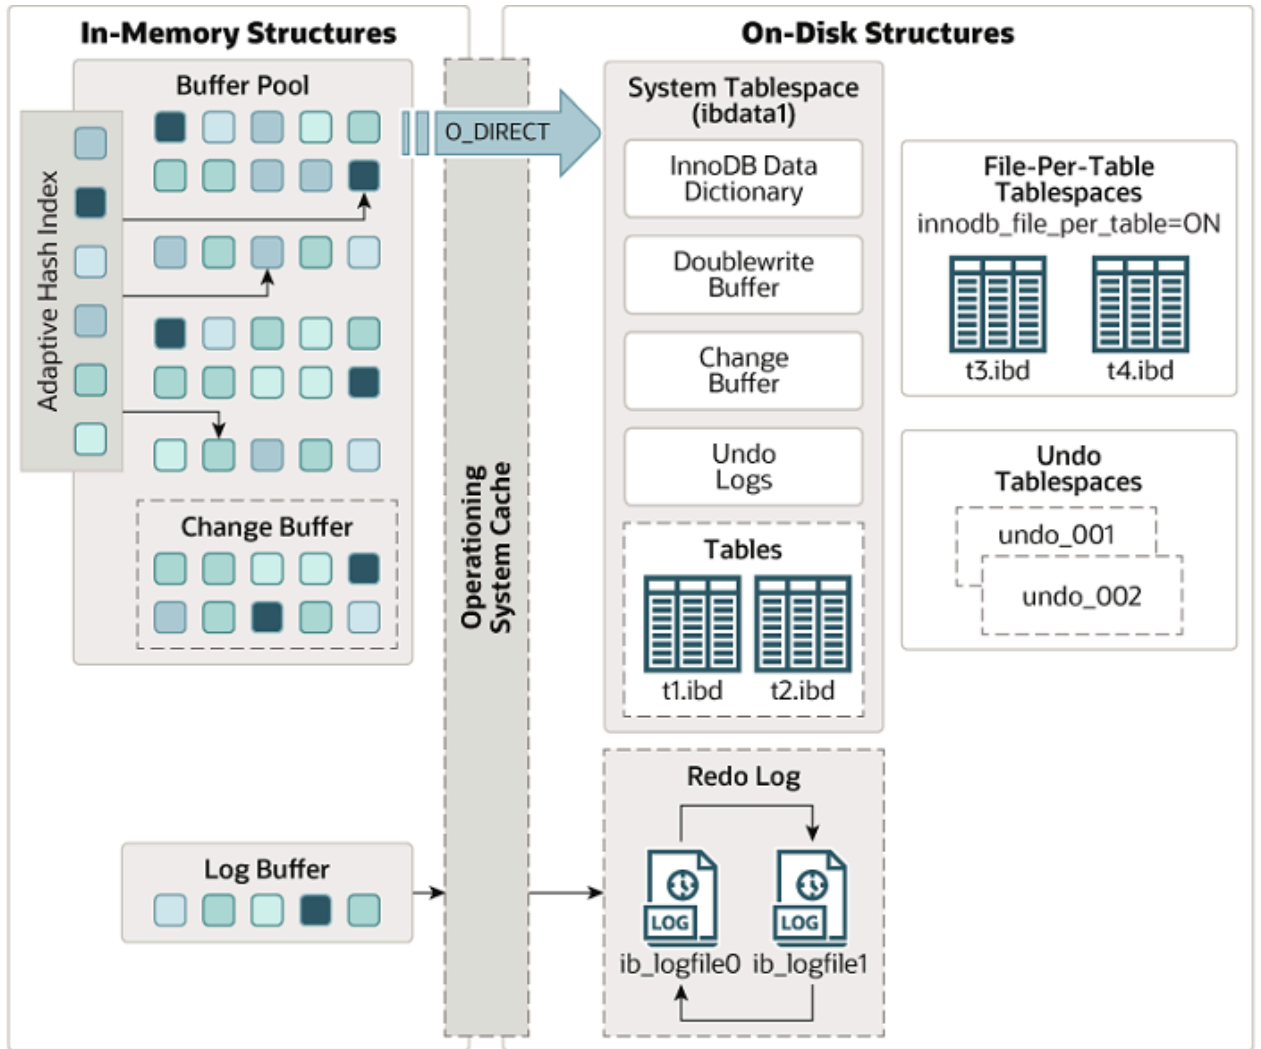 In-Memory Structures
Buffer Pool
Adaptive Hash Index
Change Buffer
Log Buffer
Operationing
System Cache
O_DIRECT
On-Disk Structures
System Tablespace
(ibdata1)
InnoDB Data
Dictionary
Doublewrite
Buffer
Change
Buffer
Undo
Logs
Tables
t1.ibd
t2.ibd
File-Per-Table
Tablespaces
innodb_file_per_table=ON
t3.ibd
t4.ibd
Undo
Tablespaces
undo_001
undo_002
Redo Log
LOG
LOG
ib_logfile0
ib_logfile1